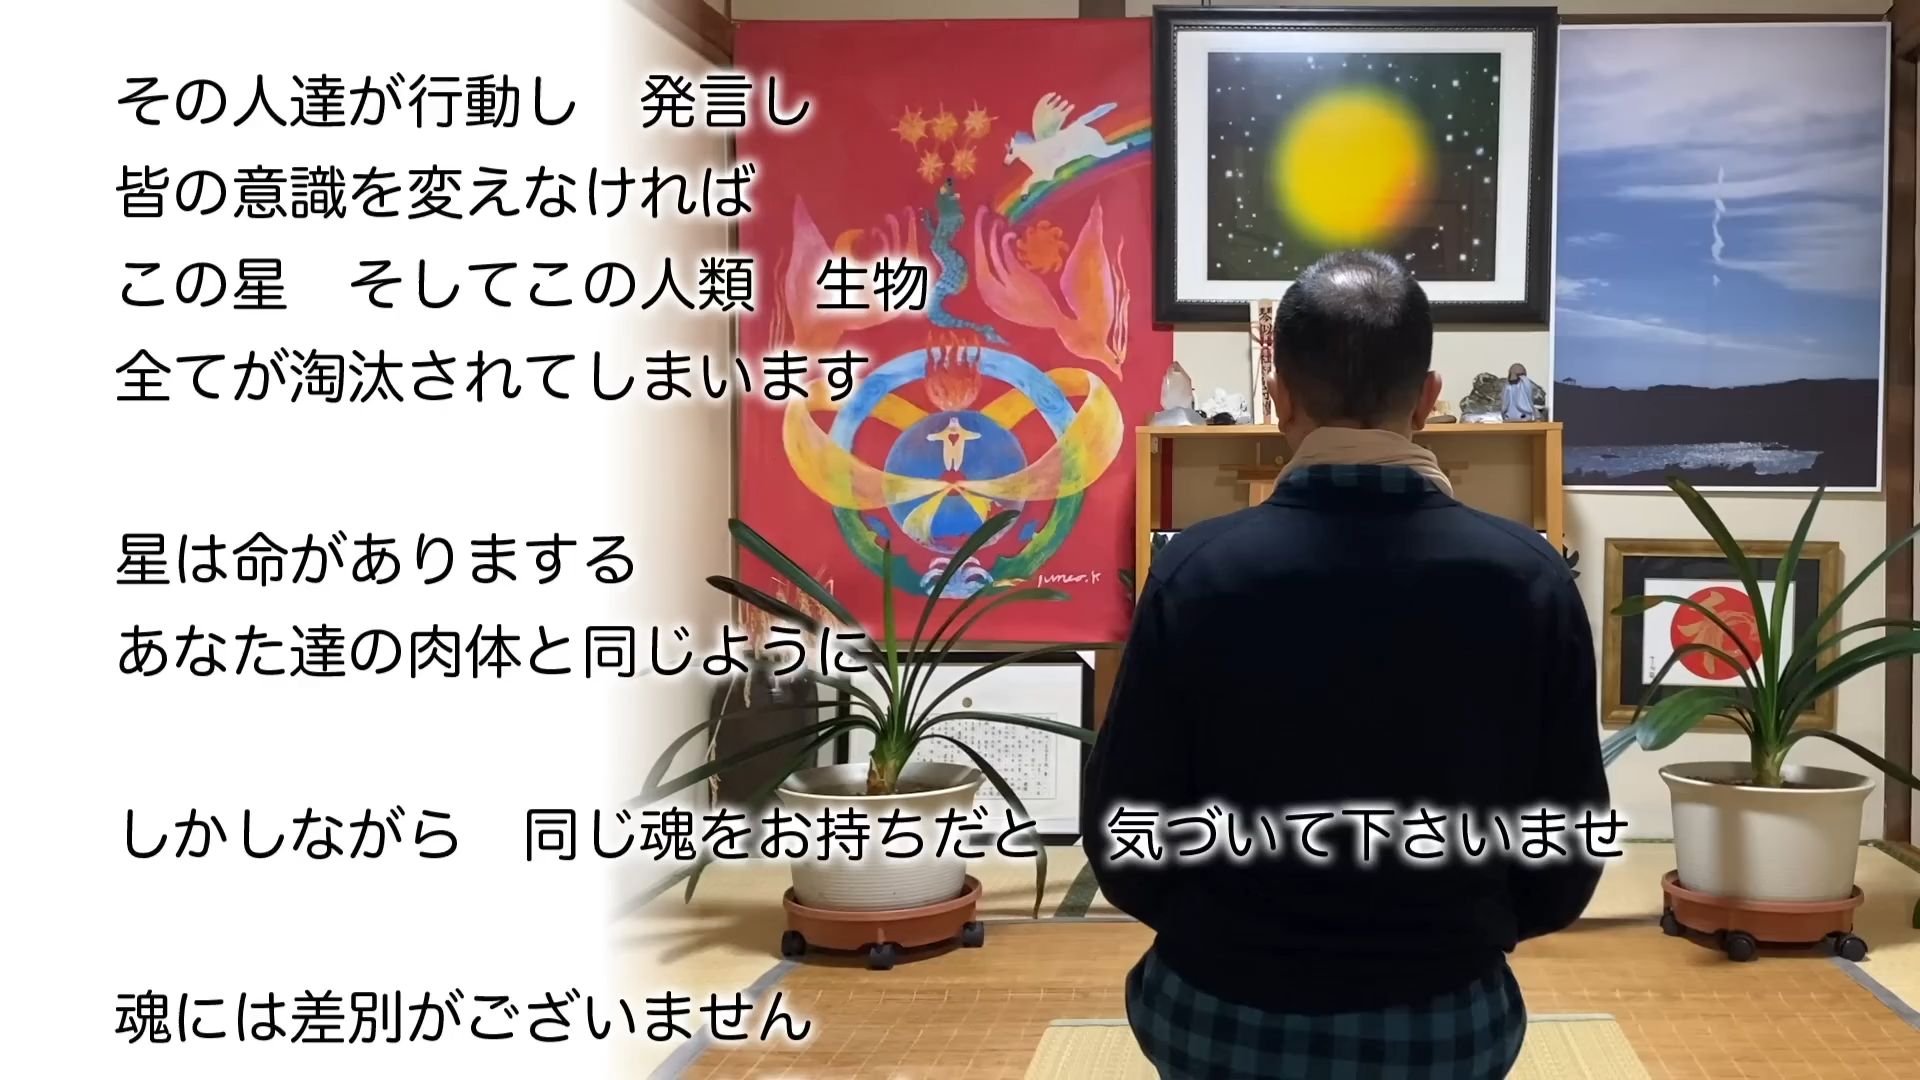 その人達が行動し　発言し
皆の意識を変えなければ
この星　そしてこの人類　生物
全てが淘汰されてしまいます
星は命がありまする
あなた達の肉体と同じように
しかしながら　同じ魂をお持ちだと　気づいて下さいませ
魂には差別がございません
Junco.K